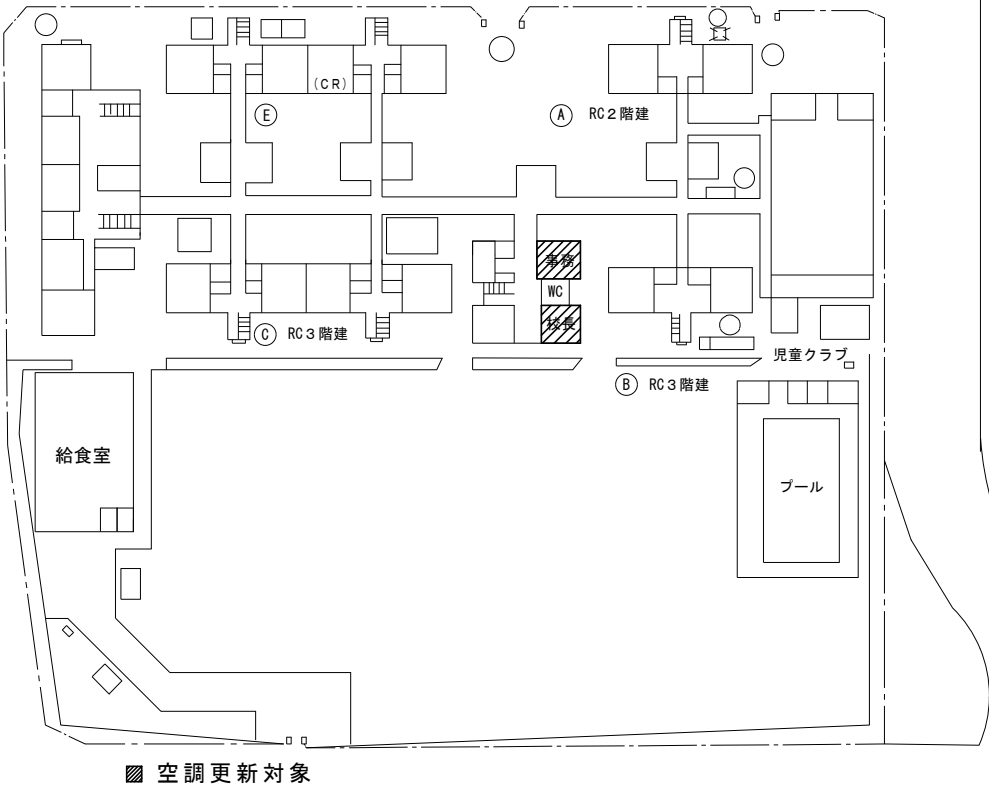 (CR)
Ⓔ
Ⓐ RC2階建
事務
WC
校長
Ⓒ RC3階建
児童クラブ
Ⓑ RC3階建
給食室
プール
空調更新対象